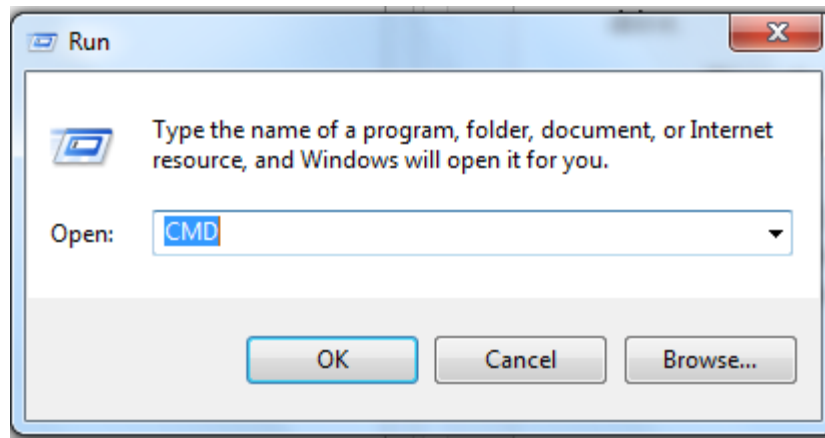 Run
Type the name of a program, folder, document, or Internet
resource, and Windows will open it for you.
Open: CMD
OK Cancel Browse...